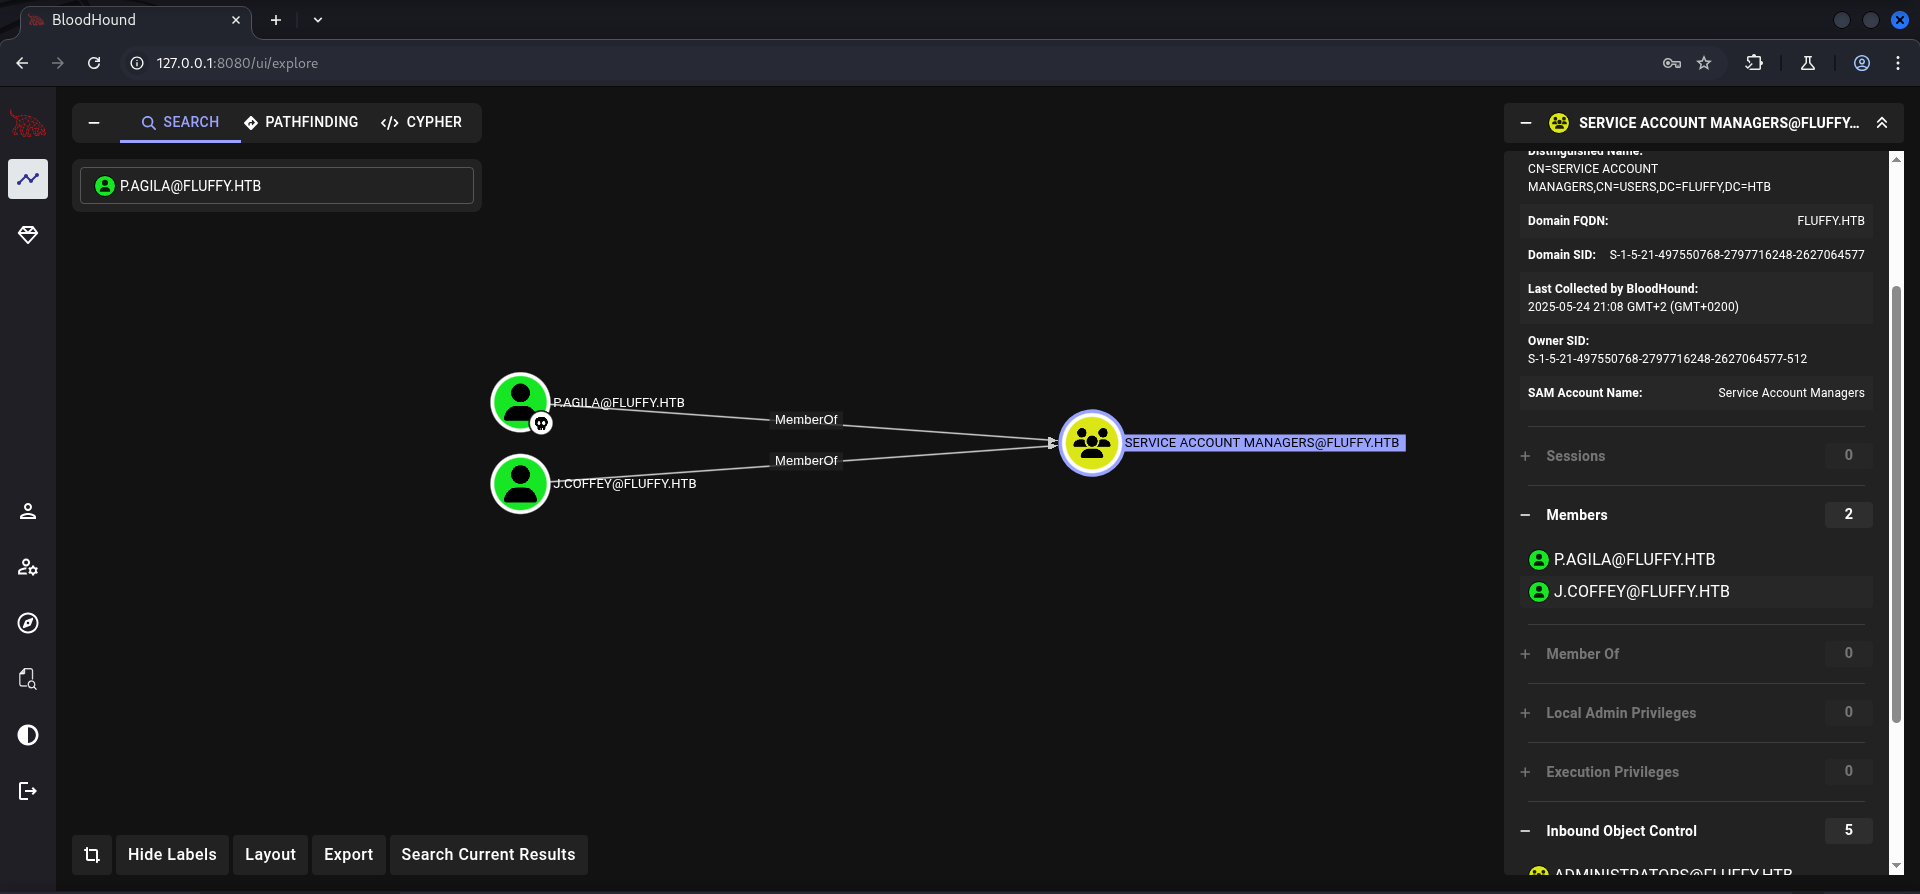 BloodHound
127.0.0.1:8080/ui/explore
SEARCH
PATHFINDING
CYPHER
P.AGILA@FLUFFY.HTB
P.AGILA@FLUFFY.HTB
MemberOf
SERVICE ACCOUNT MANAGERS@FLUFFY.HTB
MemberOf
J.COFFEY@FLUFFY.HTB
Hide Labels
Layout
Export
Search Current Results
SERVICE ACCOUNT MANAGERS@FLUFFY...
Distinguished Name:
CN=SERVICE ACCOUNT
MANAGERS,CN=USERS,DC=FLUFFY,DC=HTB
Domain FQDN: FLUFFY.HTB
Domain SID: S-1-5-21-497550768-2797716248-2627064577
Last Collected by BloodHound:
2025-05-24 21:08 GMT+2 (GMT+0200)
Owner SID:
S-1-5-21-497550768-2797716248-2627064577-512
SAM Account Name: Service Account Managers
Sessions 0
Members 2
P.AGILA@FLUFFY.HTB
J.COFFEY@FLUFFY.HTB
Member Of 0
Local Admin Privileges 0
Execution Privileges 0
Inbound Object Control 5
ADMINISTRATORS@FLUFFY.HTB